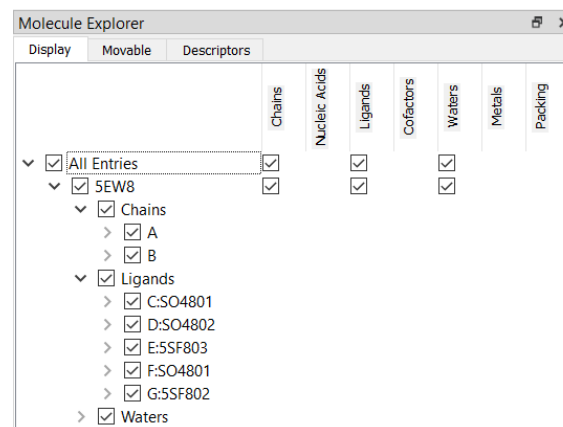 Molecule Explorer
Display Movable Descriptors
Chains
Nucleic Acids
Ligands
Cofactors
Waters
Metals
Packing
All Entries
5EW8
Chains
A
B
Ligands
C:SO4801
D:SO4802
E:5SF803
F:SO4801
G:5SF802
Waters